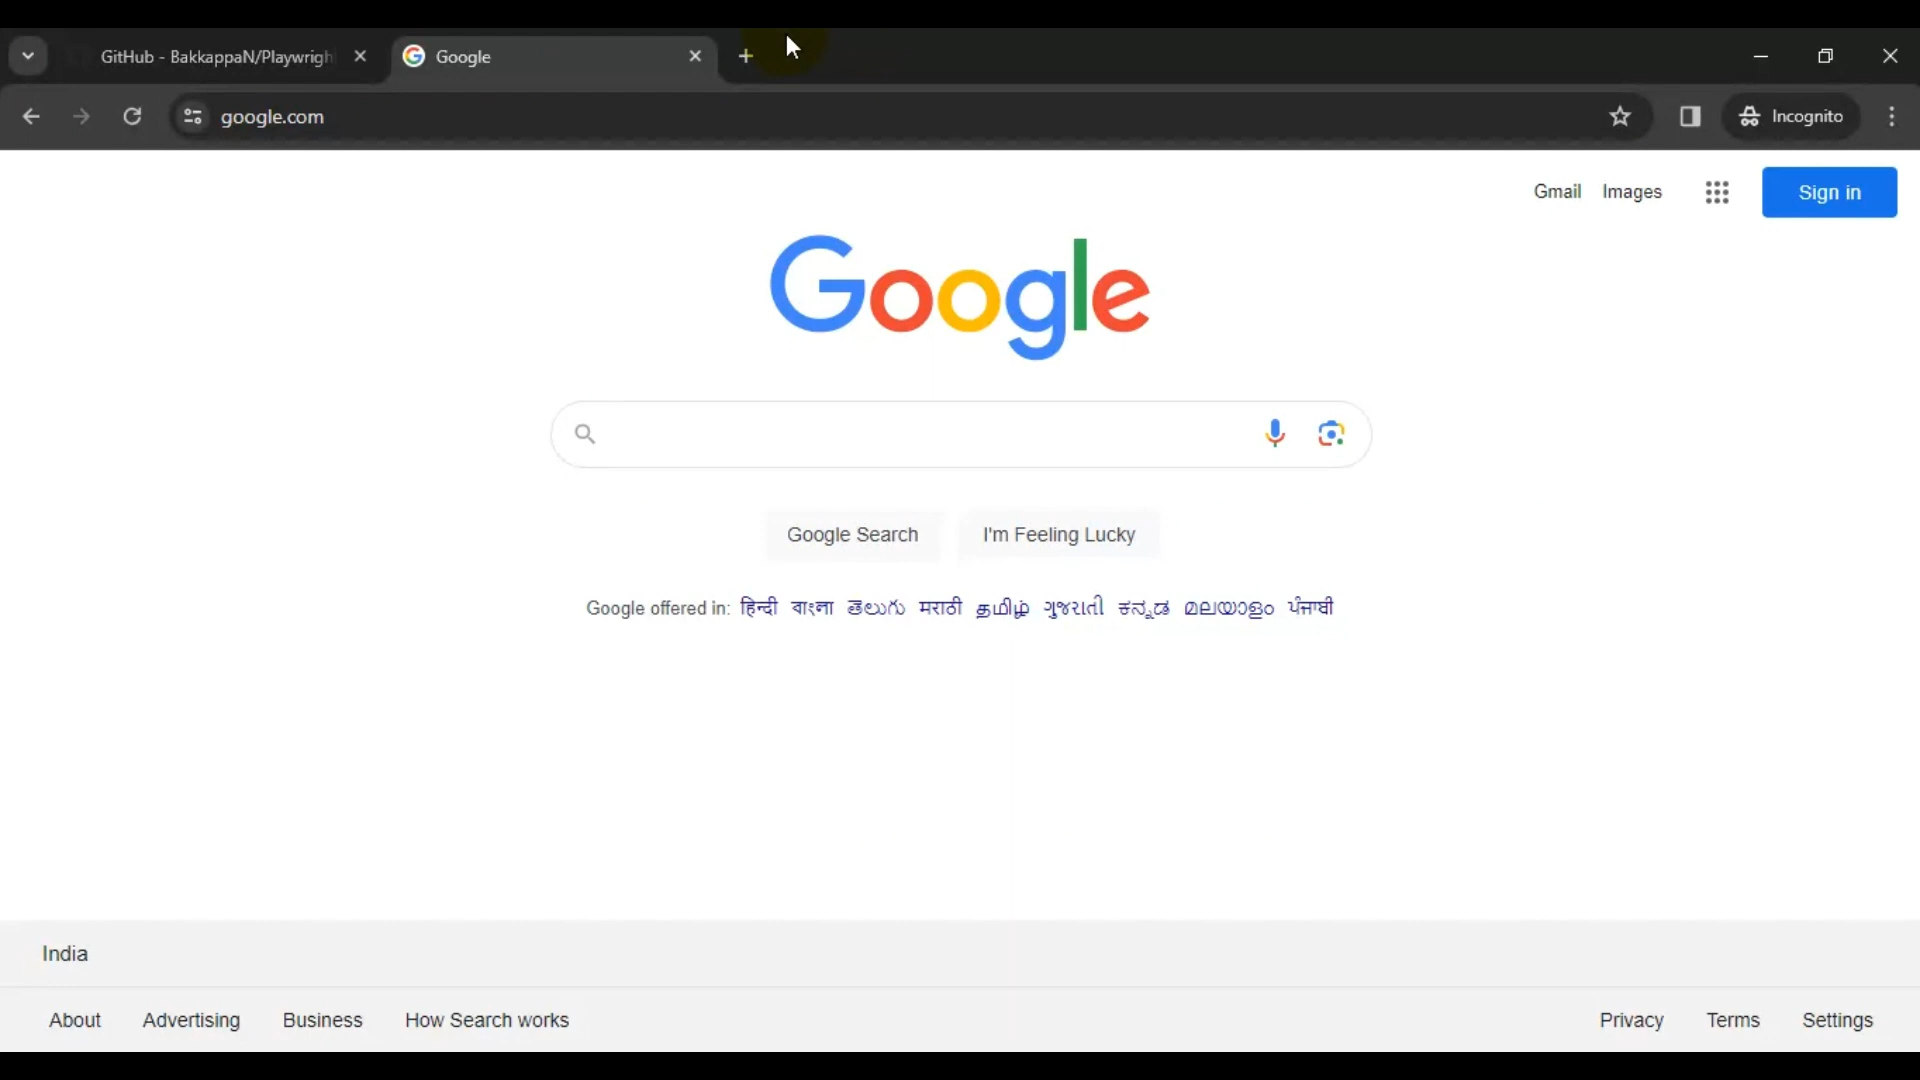 GitHub - BakkappaN/Playwrigh
Google
google.com
Incognito
Gmail Images Sign in
Google
Google Search I'm Feeling Lucky
Google offered in: हिन्दी বাংলা తెలుగు मराठी தமிழ் ગુજરાતી ಕನ್ನಡ മലയാളം ਪੰਜਾਬੀ
India
About Advertising Business How Search works Privacy Terms Settings